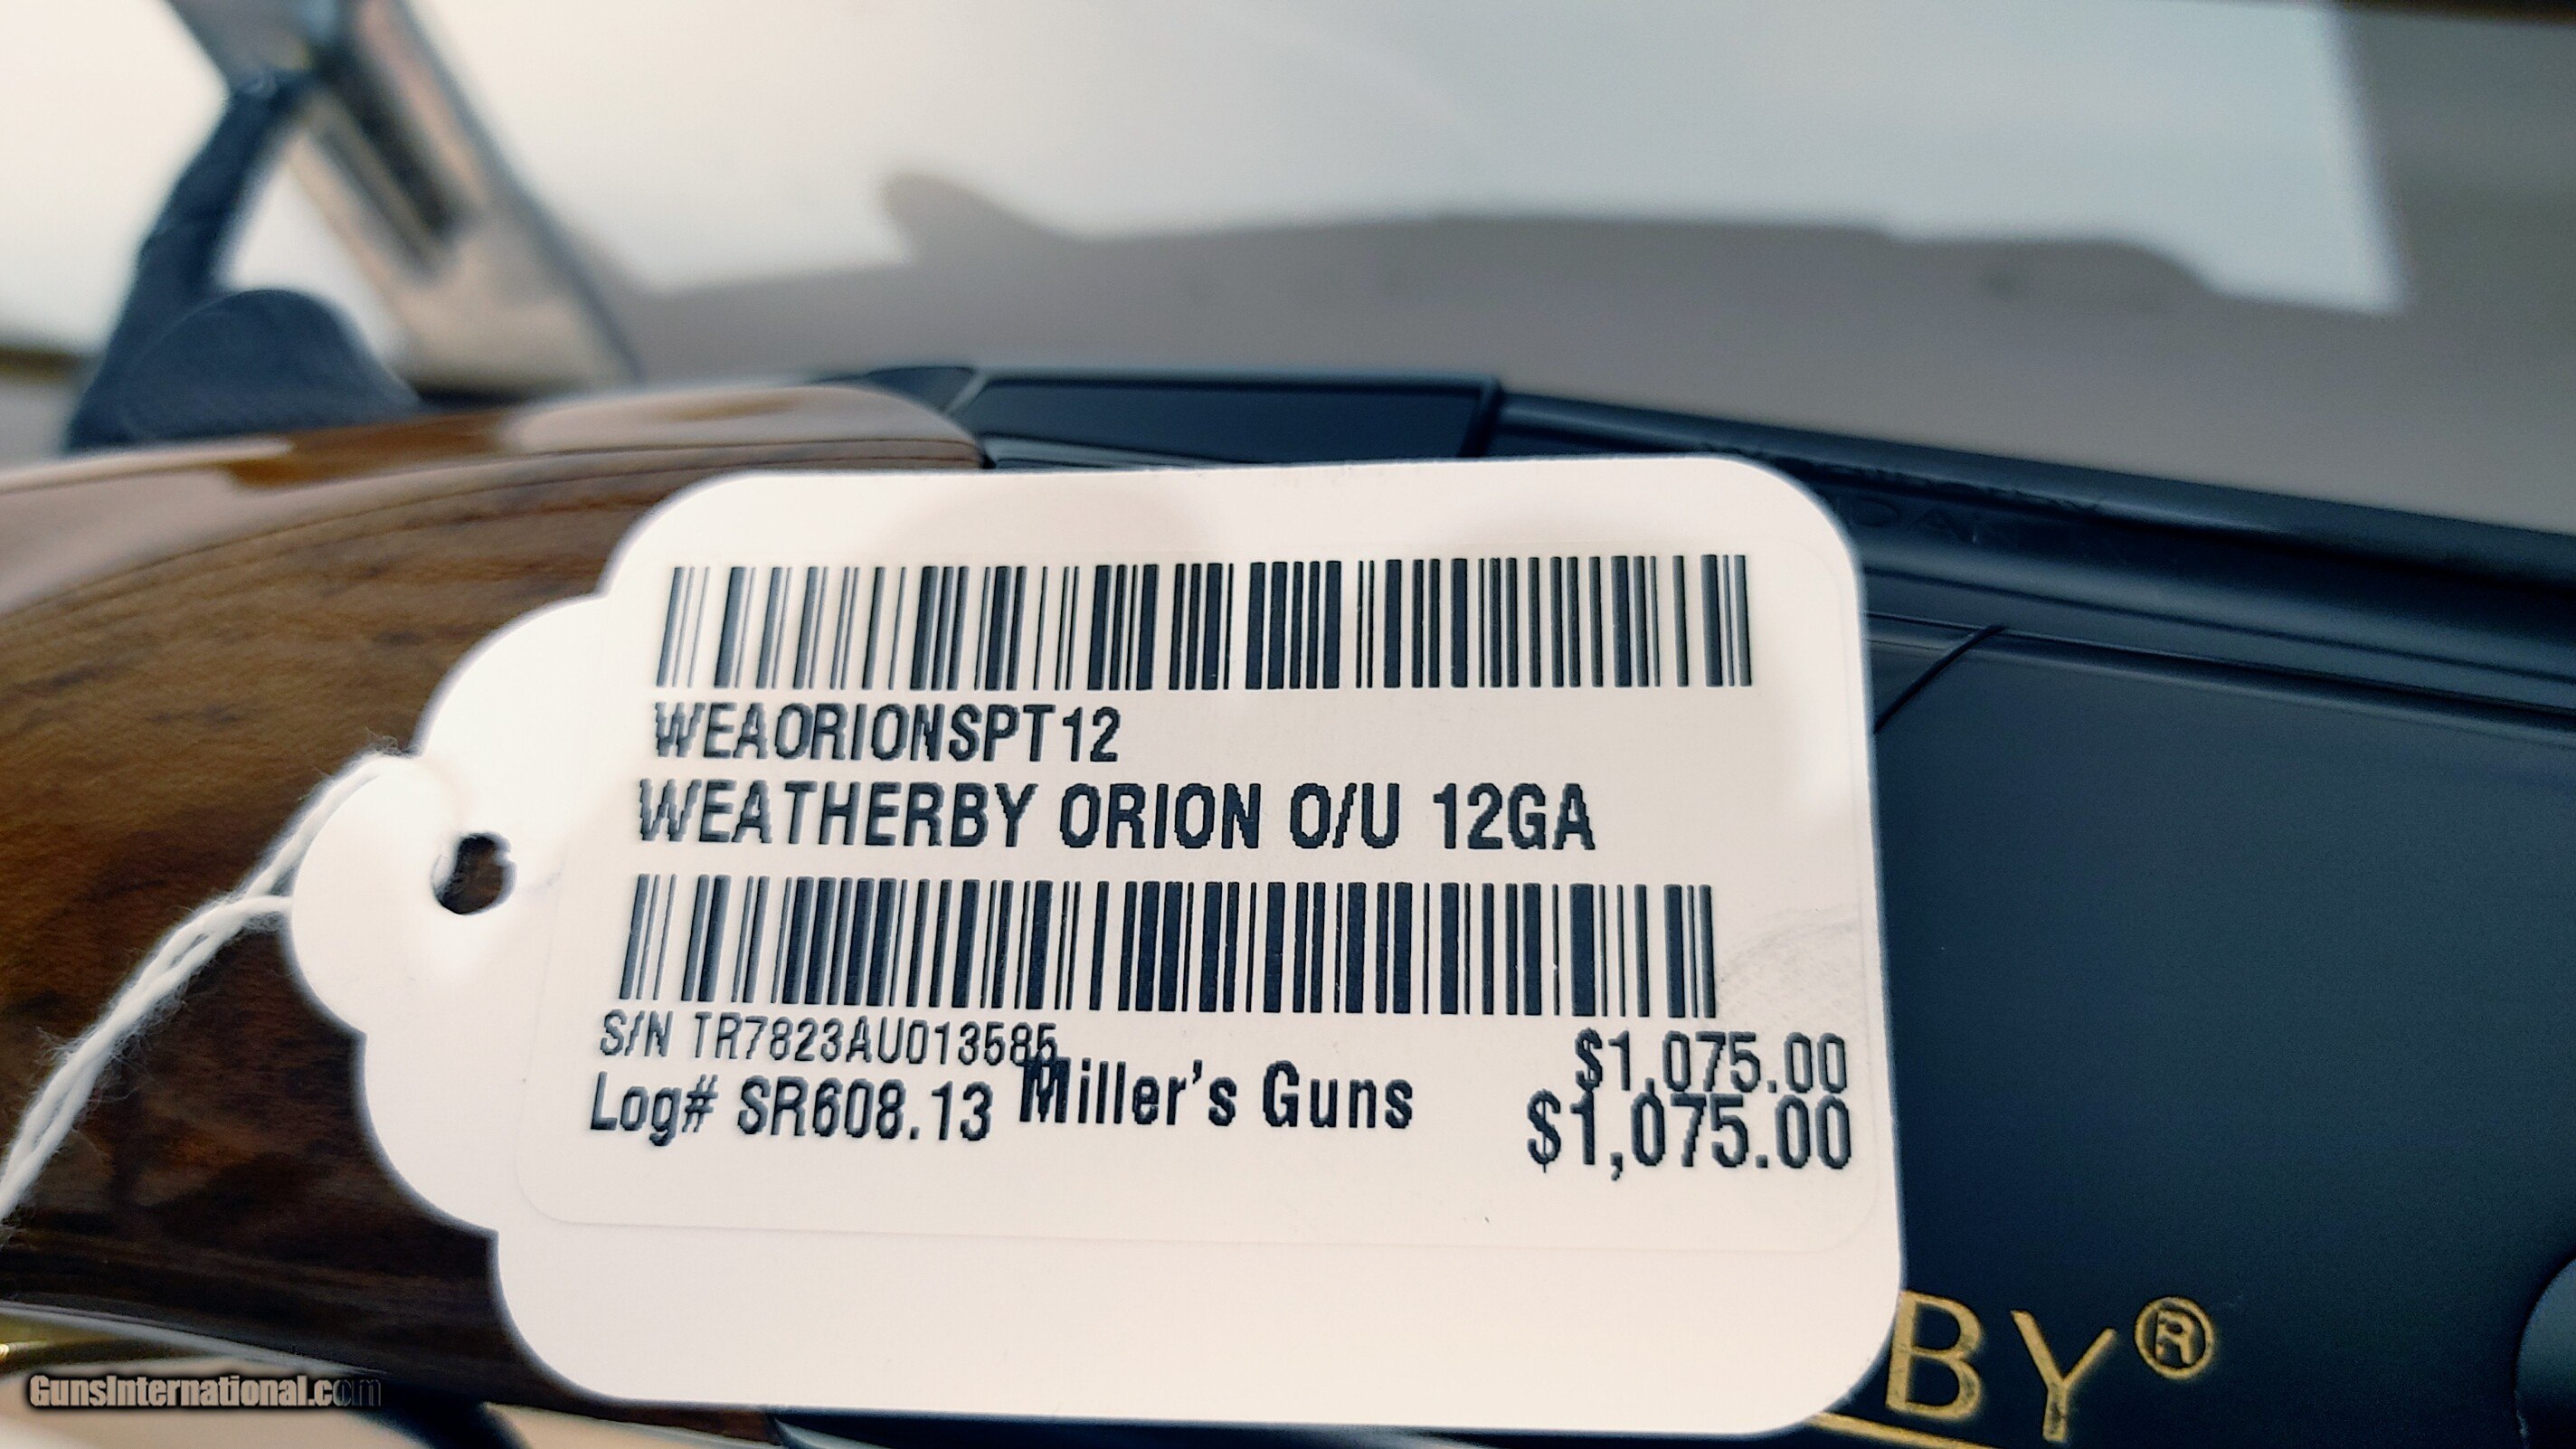 WEAORIONSPT12
WEATHERBY ORION O/U 12GA
S/N TR7823AU013585
$1,075.00
Log# SR608.13 Miller's Guns
$1,075.00
BY®
GunsInternational.com